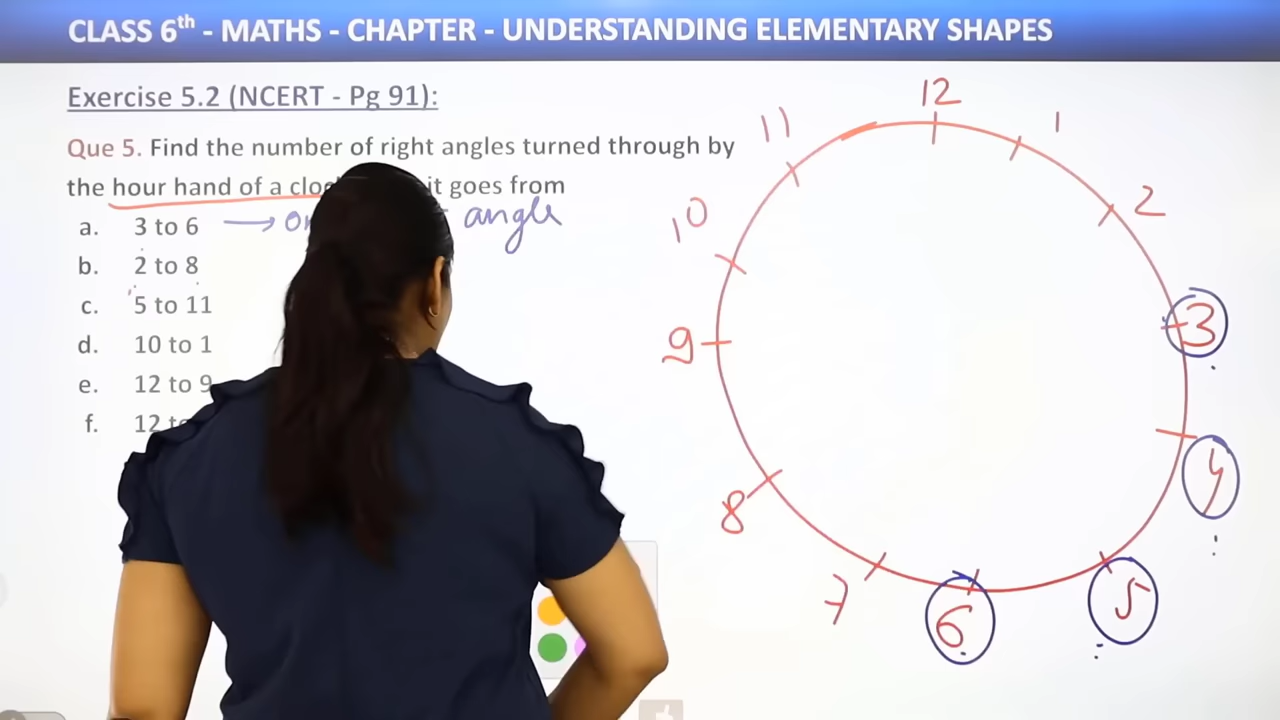 CLASS 6th - MATHS - CHAPTER - UNDERSTANDING ELEMENTARY SHAPES
Exercise 5.2 (NCERT - Pg 91):
Que 5. Find the number of right angles turned through by
the hour hand of a it goes from
a. 3 to 6 → angle
b. 2 to 8
c. 5 to 11
d. 10 to 1
e. 12 to 9
f. 12
12
1
2
3
4
5
6
7
8
9
10
11